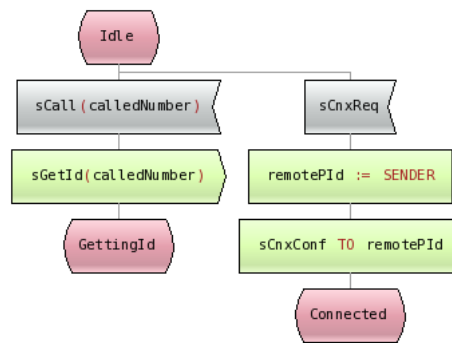 Idle
sCall(calledNumber)
sCnxReq
sGetId(calledNumber)
remotePId := SENDER
GettingId
sCnxConf TO remotePId
Connected